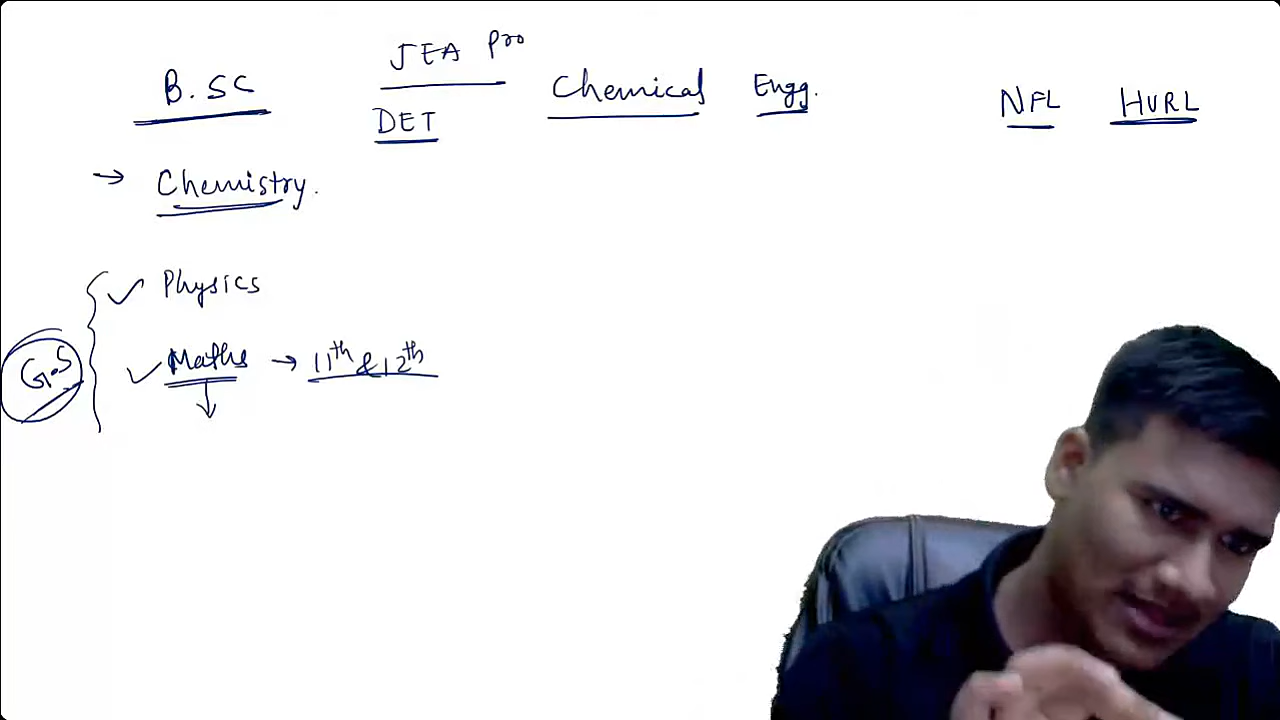 JEA Pro
B.SC Chemical Engg. NFL HURL
DET
→ Chemistry.
✓ Physics
G.S ✓ Maths → 11th & 12th